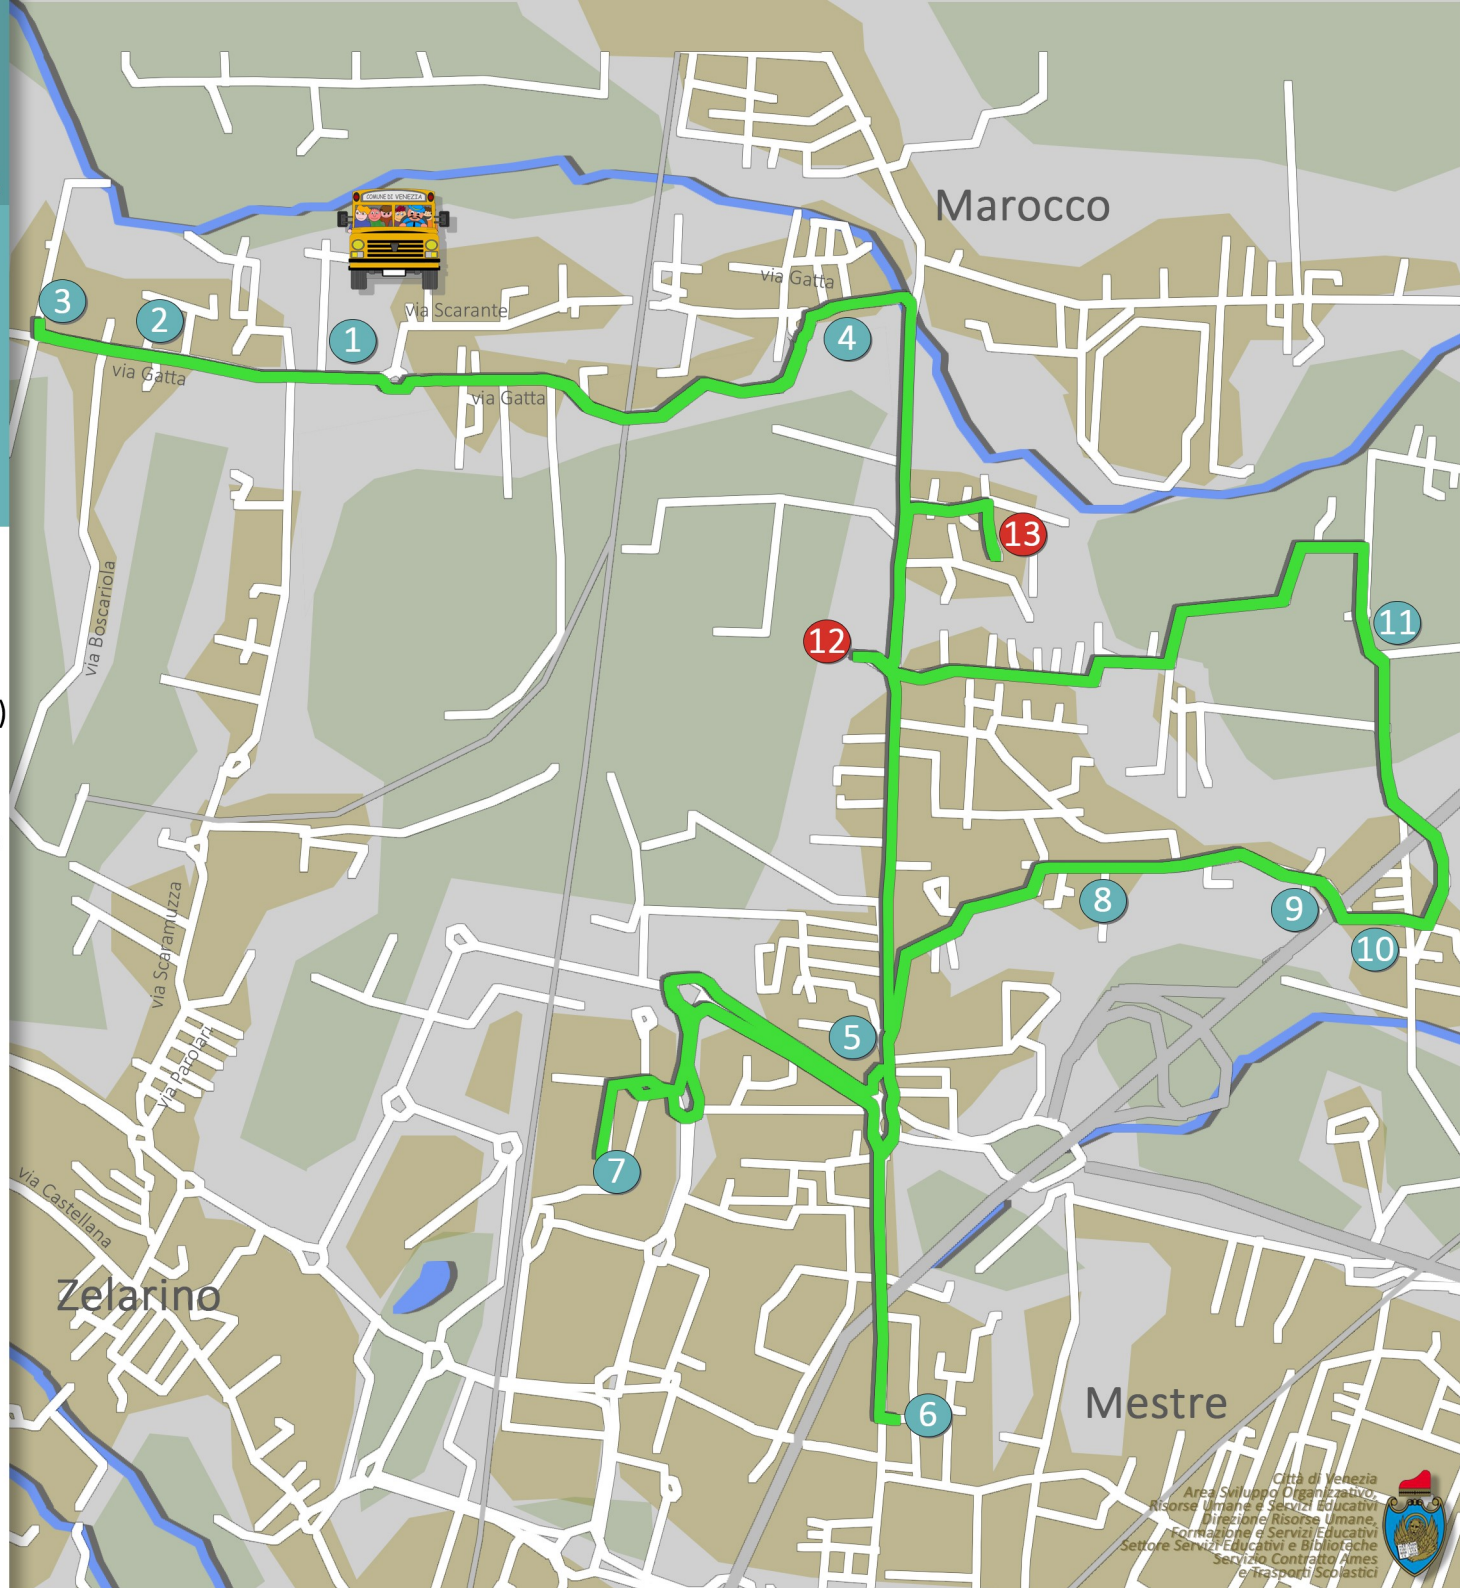 COMUNE DI VENEZIA
Marocco
via Gatta
3
2
1
via Scarante
4
via Gatta
via Gatta
13
via Boscariola
12
11
)
8
9
10
via Scaramuzza
5
via Parolari
7
via Castellana
Zelarino
6
Mestre
Città di Venezia
Area Sviluppo Organizzativo,
Risorse Umane e Servizi Educativi
Direzione Risorse Umane,
Formazione e Servizi Educativi
Settore Servizi Educativi e Biblioteche
Servizio Contratto Ames
e Trasporti Scolastici